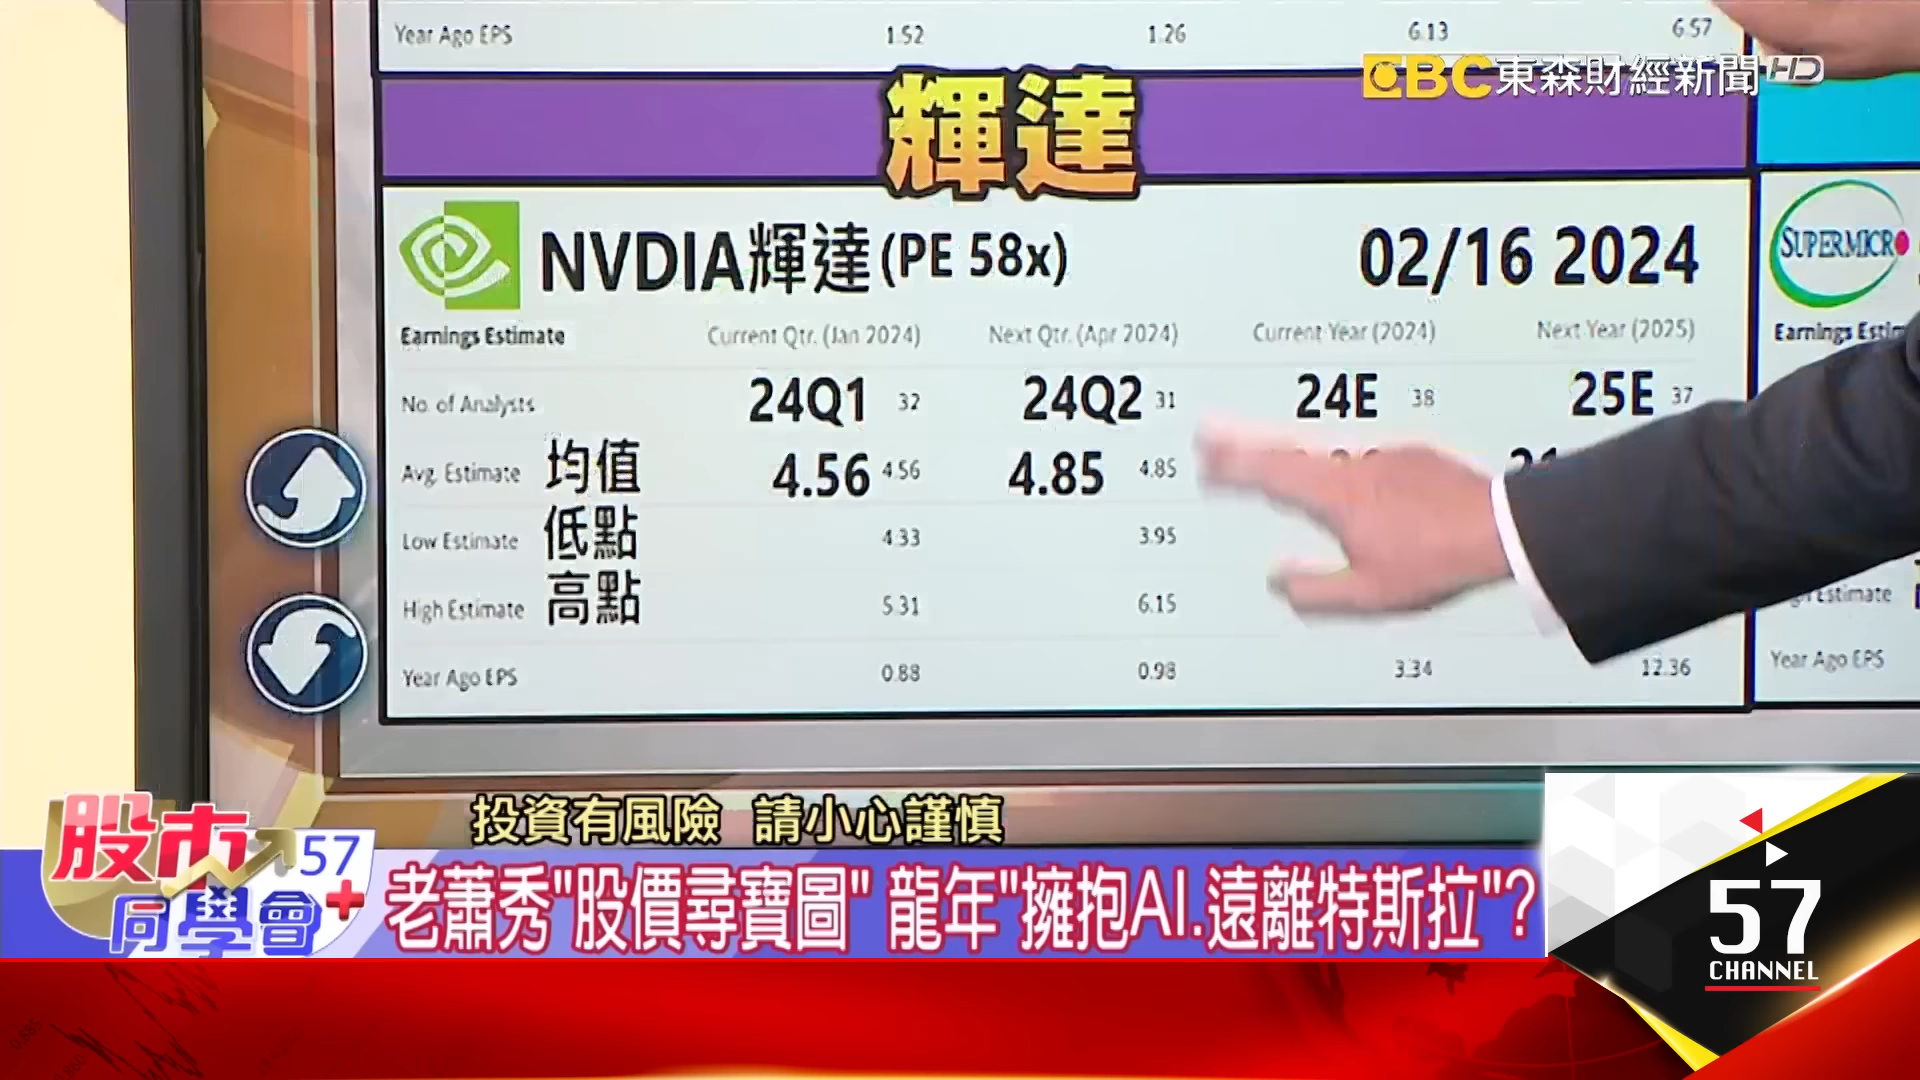 Year Ago EPS 1.52 1.26 6.13 6.57
EBC東森財經新聞HD
輝達
NVDIA輝達(PE 58x) 02/16 2024
SUPERMICR
Earnings Estimate Current Qtr. (Jan 2024) Next Qtr. (Apr 2024) Current Year (2024) Next Year (2025)
Earnings Estim
No. of Analysts 24Q1 32 24Q2 31 24E 38 25E 37
Avg. Estimate 均值 4.56 4.56 4.85 4.85
Low Estimate 低點 4.33 3.95
High Estimate 高點 5.31 6.15
Estimate
Year Ago EPS 0.88 0.98 3.34 12.36
Year Ago EPS
投資有風險 請小心謹慎
股市57
同學會+
老蕭秀"股價尋寶圖" 龍年"擁抱AI.遠離特斯拉"?
57
CHANNEL